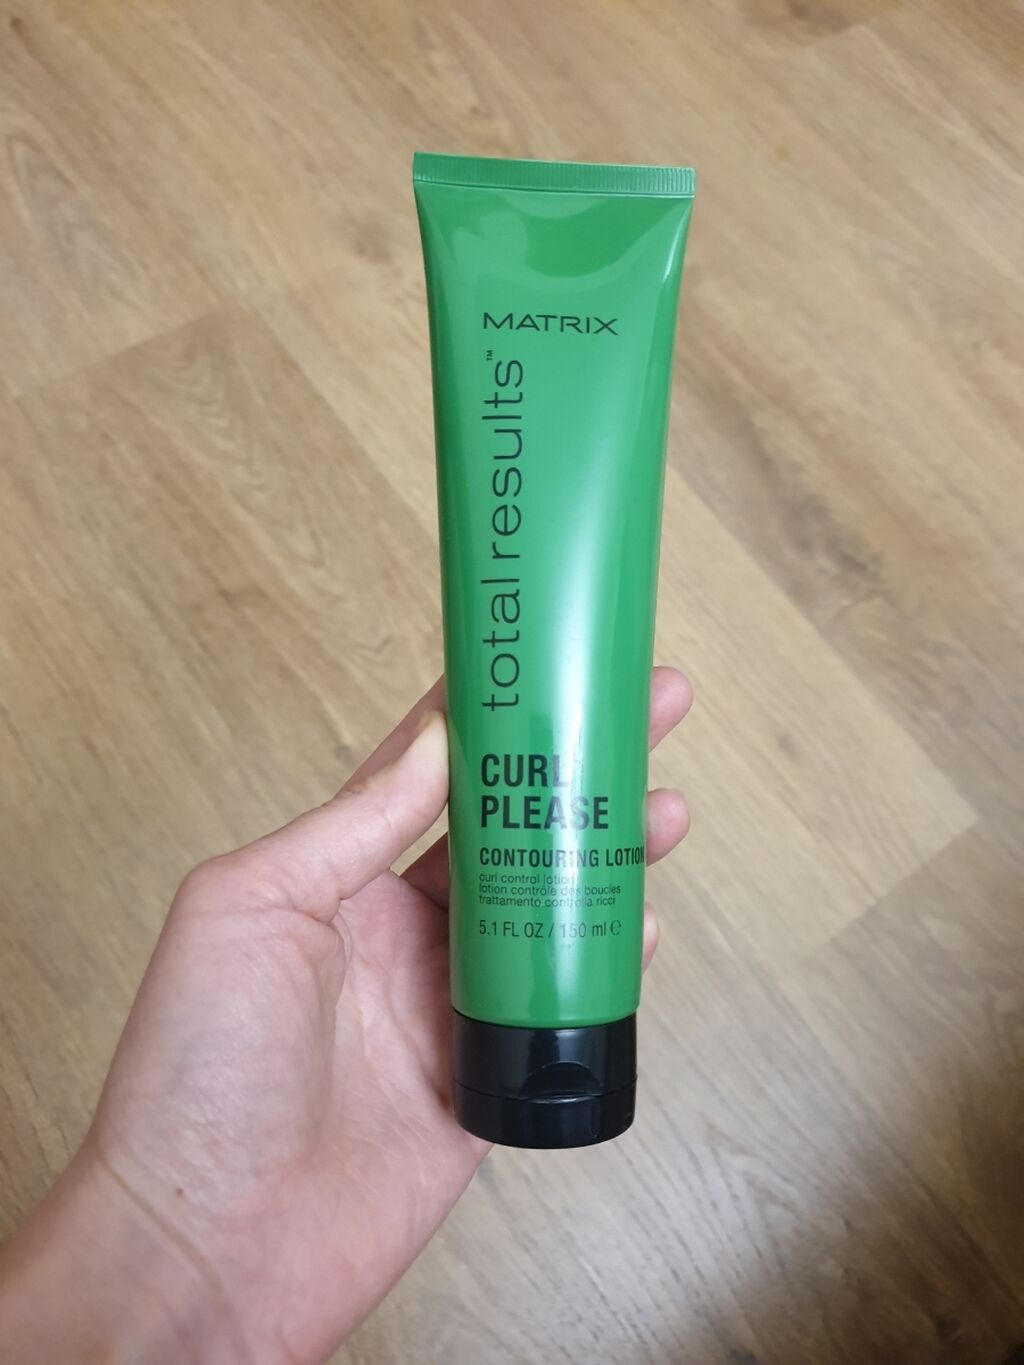 MATRIX
total results™
CURL
PLEASE
CONTOURING LOTION
curl control lotion
lotion contrôle des boucles
trattamento controlla ricci
5.1 FL OZ / 150 ml ℮